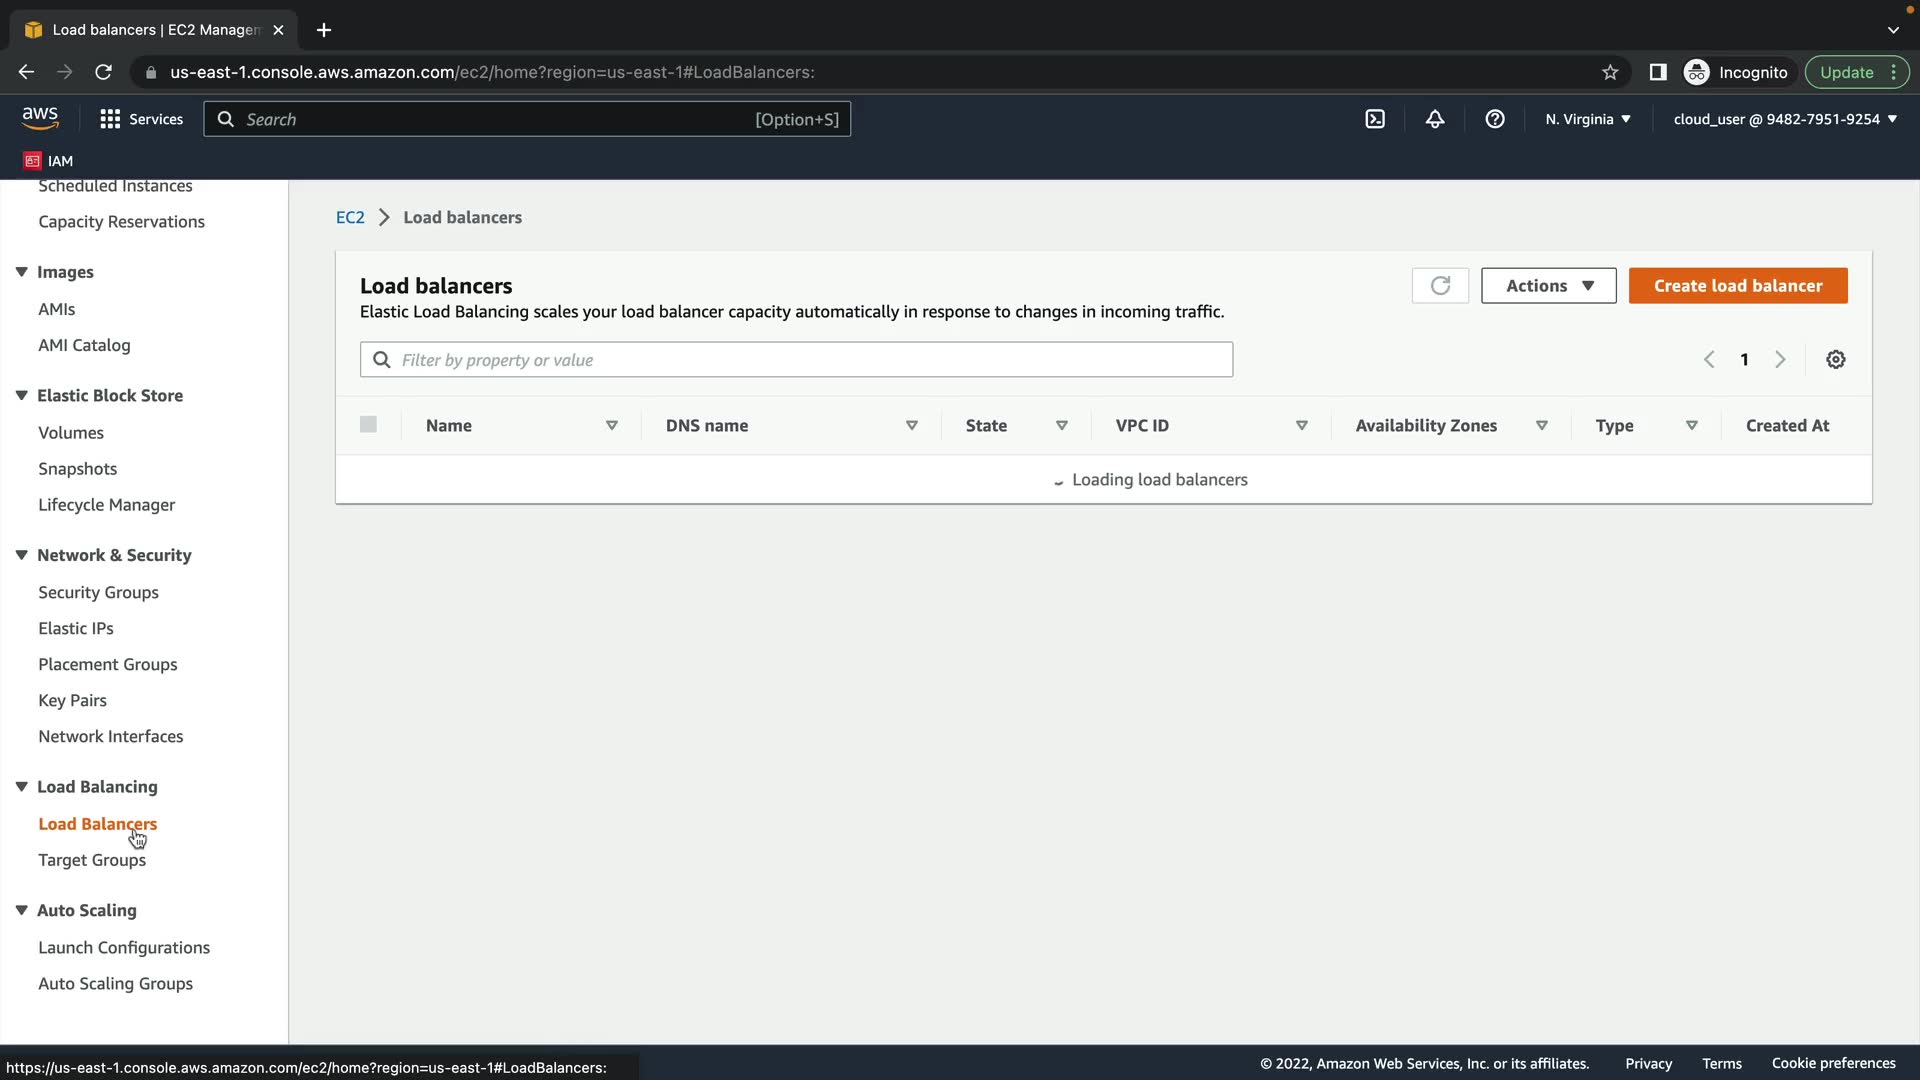 Load balancers | EC2 Managem
us-east-1.console.aws.amazon.com/ec2/home?region=us-east-1#LoadBalancers:
Incognito
Update
aws
Services
Search
[Option+S]
N. Virginia
cloud_user @ 9482-7951-9254
IAM
Scheduled Instances
Capacity Reservations
Images
AMIs
AMI Catalog
Elastic Block Store
Volumes
Snapshots
Lifecycle Manager
Network & Security
Security Groups
Elastic IPs
Placement Groups
Key Pairs
Network Interfaces
Load Balancing
Load Balancers
Target Groups
Auto Scaling
Launch Configurations
Auto Scaling Groups
EC2 > Load balancers
Load balancers
Elastic Load Balancing scales your load balancer capacity automatically in response to changes in incoming traffic.
Actions
Create load balancer
Filter by property or value
1
Name DNS name State VPC ID Availability Zones Type Created At
Loading load balancers
https://us-east-1.console.aws.amazon.com/ec2/home?region=us-east-1#LoadBalancers:
© 2022, Amazon Web Services, Inc. or its affiliates. Privacy Terms Cookie preferences